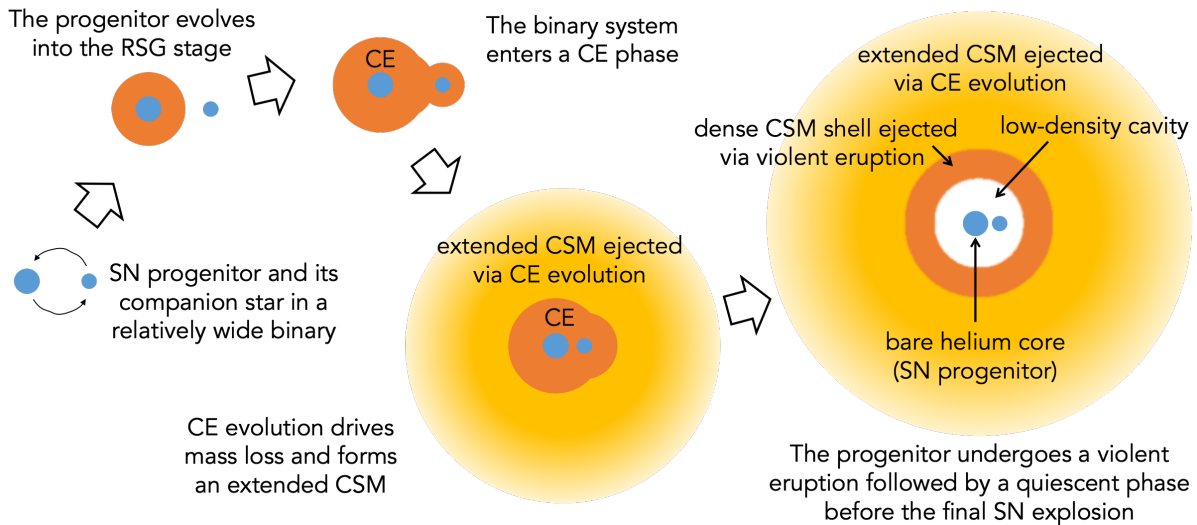 The progenitor evolves
into the RSG stage
CE
The binary system
enters a CE phase
SN progenitor and its
companion star in a
relatively wide binary
extended CSM ejected
via CE evolution
CE
CE evolution drives
mass loss and forms
an extended CSM
extended CSM ejected
via CE evolution
dense CSM shell ejected
via violent eruption
low-density cavity
bare helium core
(SN progenitor)
The progenitor undergoes a violent
eruption followed by a quiescent phase
before the final SN explosion